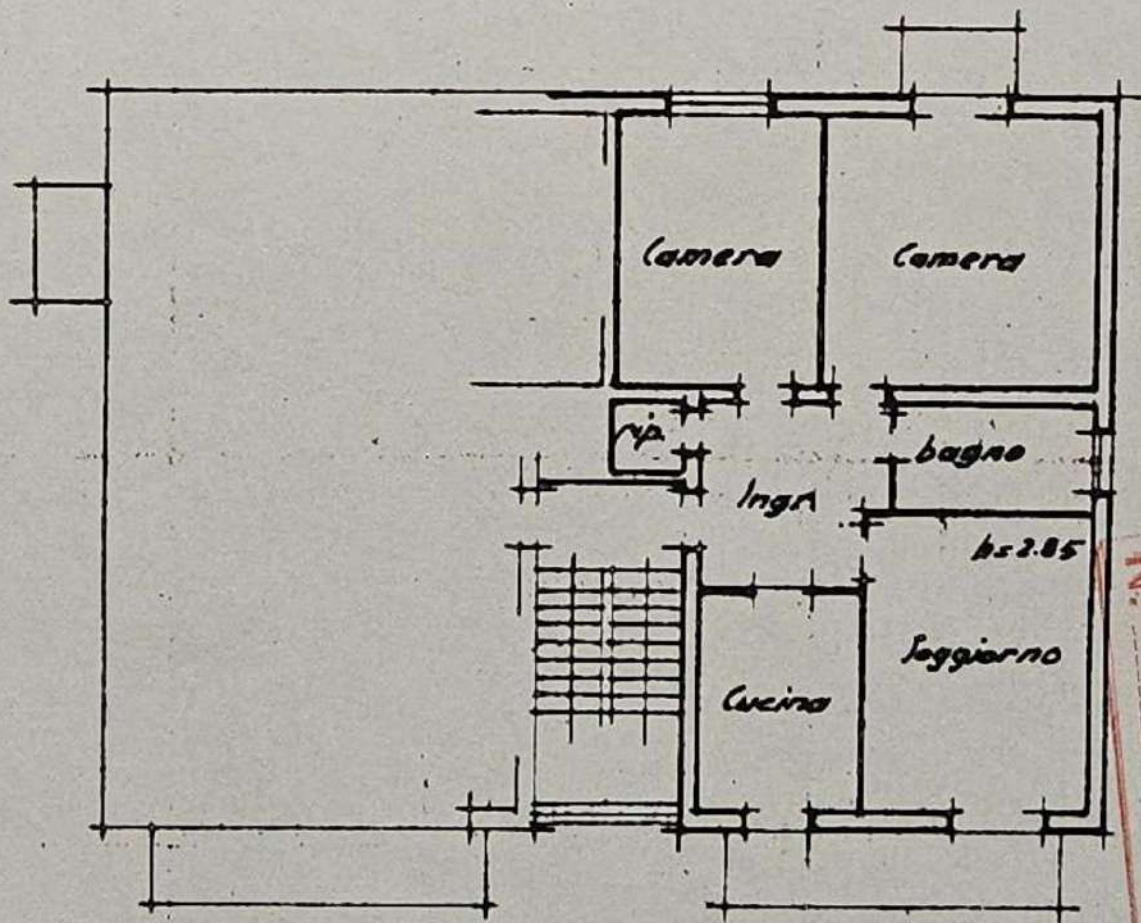 Camera
Camera
rip.
bagno
Ingr.
h=2.85
Soggiorno
Cucina
N.